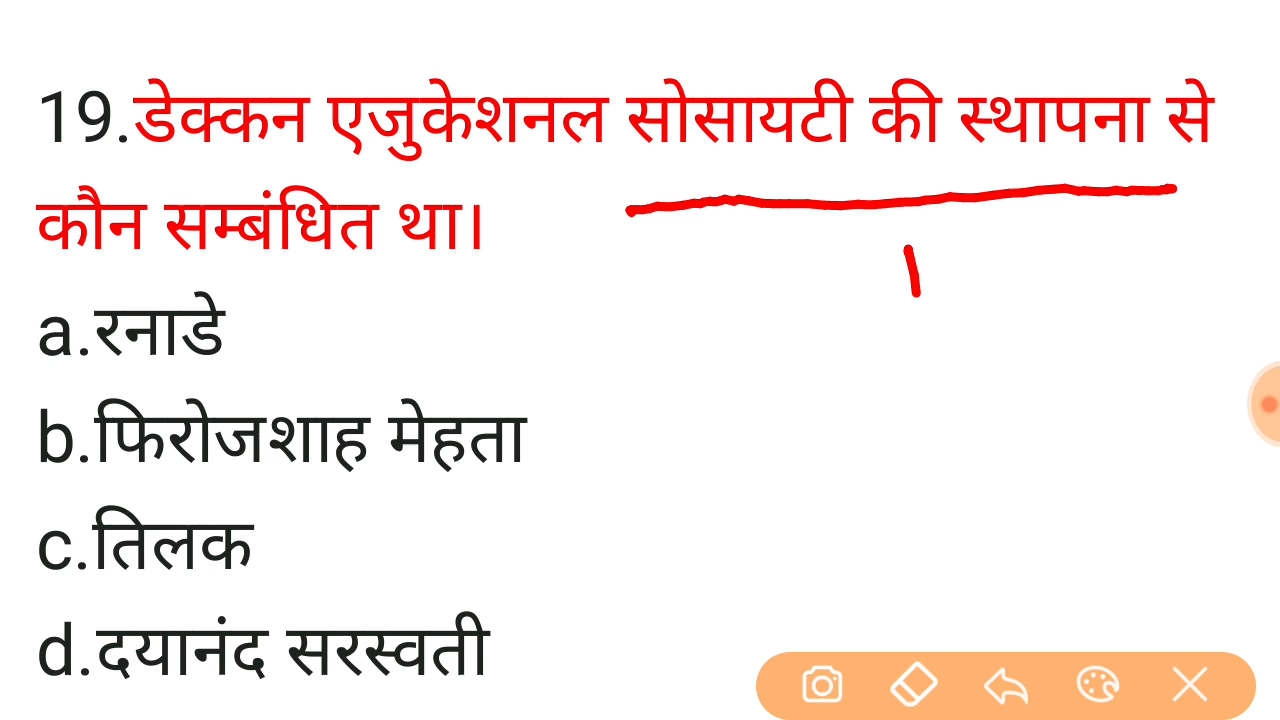 19.डेक्कन एजुकेशनल सोसायटी की स्थापना से
कौन सम्बंधित था।
a.रनाडे
b.फिरोजशाह मेहता
c.तिलक
d.दयानंद सरस्वती